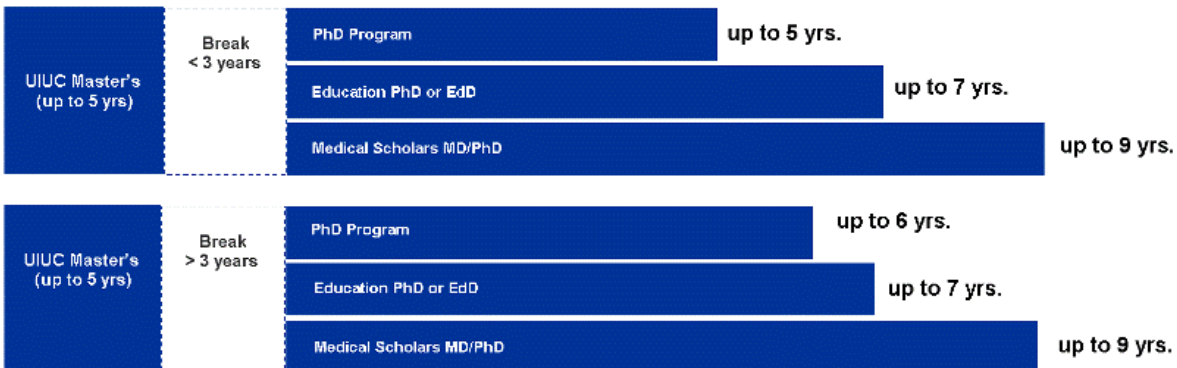 UIUC Master's
(up to 5 yrs)
Break
< 3 years
PhD Program
up to 5 yrs.
Education PhD or EdD
up to 7 yrs.
Medical Scholars MD/PhD
up to 9 yrs.
UIUC Master's
(up to 5 yrs)
Break
> 3 years
PhD Program
up to 6 yrs.
Education PhD or EdD
up to 7 yrs.
Medical Scholars MD/PhD
up to 9 yrs.